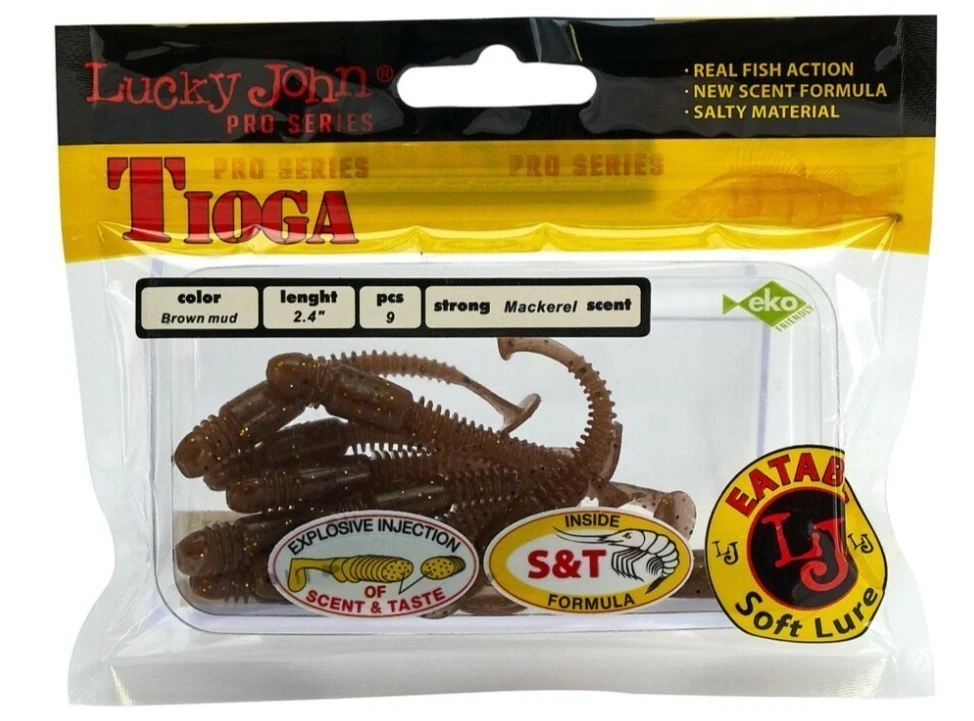 Lucky John®
PRO SERIES
· REAL FISH ACTION
· NEW SCENT FORMULA
· SALTY MATERIAL
PRO SERIES PRO SERIES
TIOGA
color lenght pcs strong Mackerel scent
Brown mud 2.4" 9
eko
FRIENDLY
EXPLOSIVE INJECTION
OF
SCENT & TASTE
INSIDE
S&T
FORMULA
LJ LJ LJ
Soft Lure